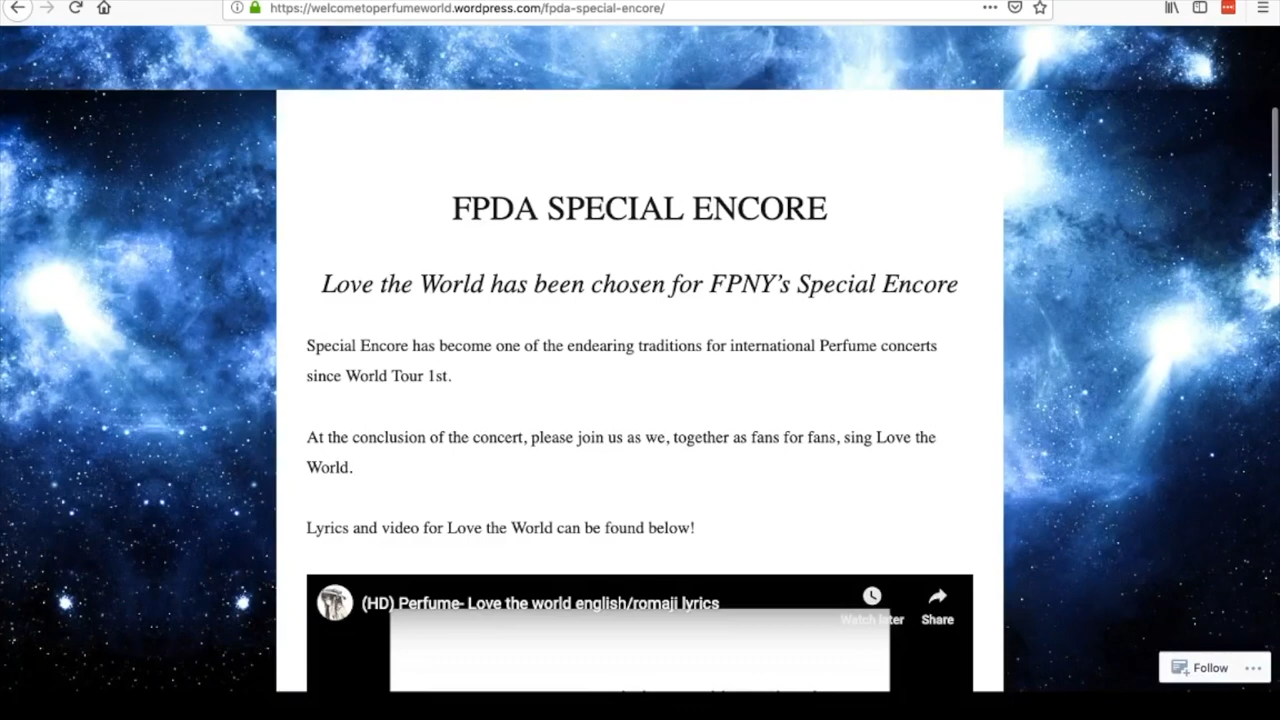 https://welcometoperfumeworld.wordpress.com/fpda-special-encore/
FPDA SPECIAL ENCORE
Love the World has been chosen for FPNY’s Special Encore
Special Encore has become one of the endearing traditions for international Perfume concerts
since World Tour 1st.
At the conclusion of the concert, please join us as we, together as fans for fans, sing Love the
World.
Lyrics and video for Love the World can be found below!
(HD) Perfume- Love the world english/romaji lyrics
Watch later
Share
Follow